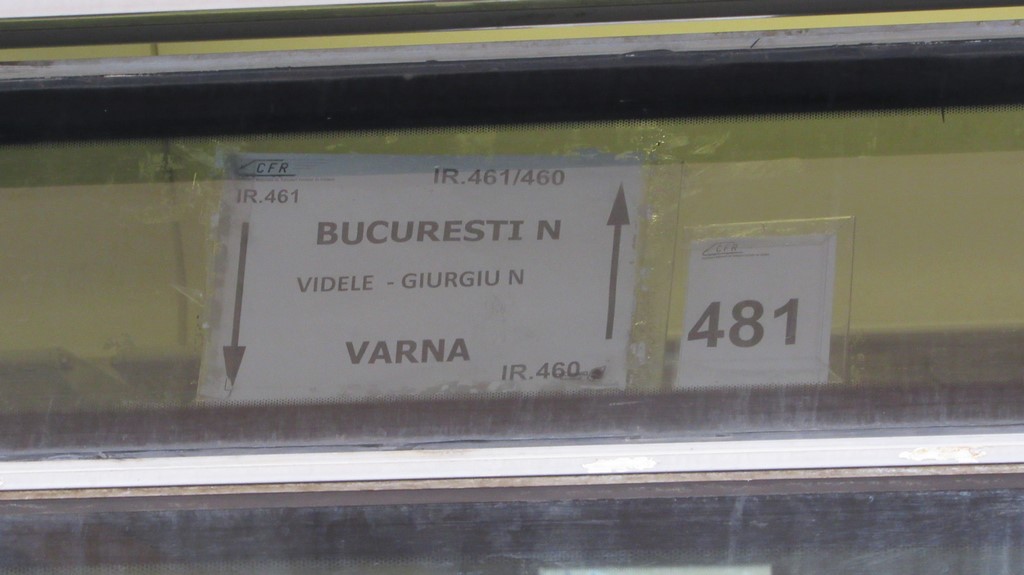 CFR
IR.461/460
IR.461
BUCURESTI N
VIDELE - GIURGIU N
VARNA
IR.460
CFR
481